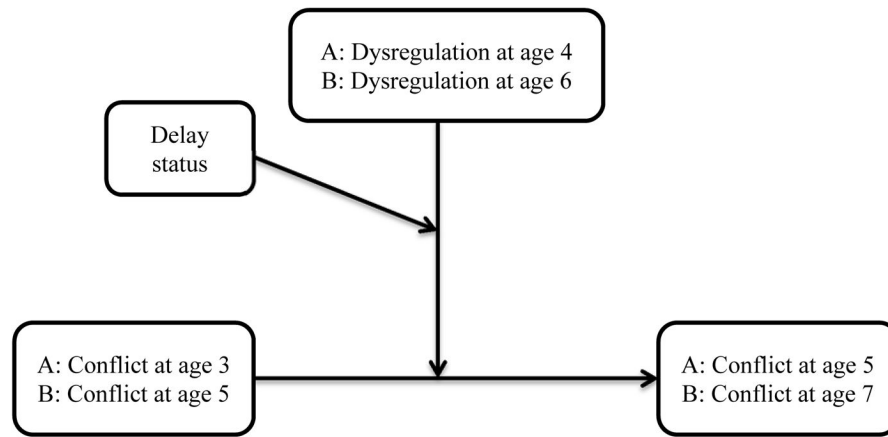 A: Dysregulation at age 4
B: Dysregulation at age 6
Delay
status
A: Conflict at age 3
B: Conflict at age 5
A: Conflict at age 5
B: Conflict at age 7